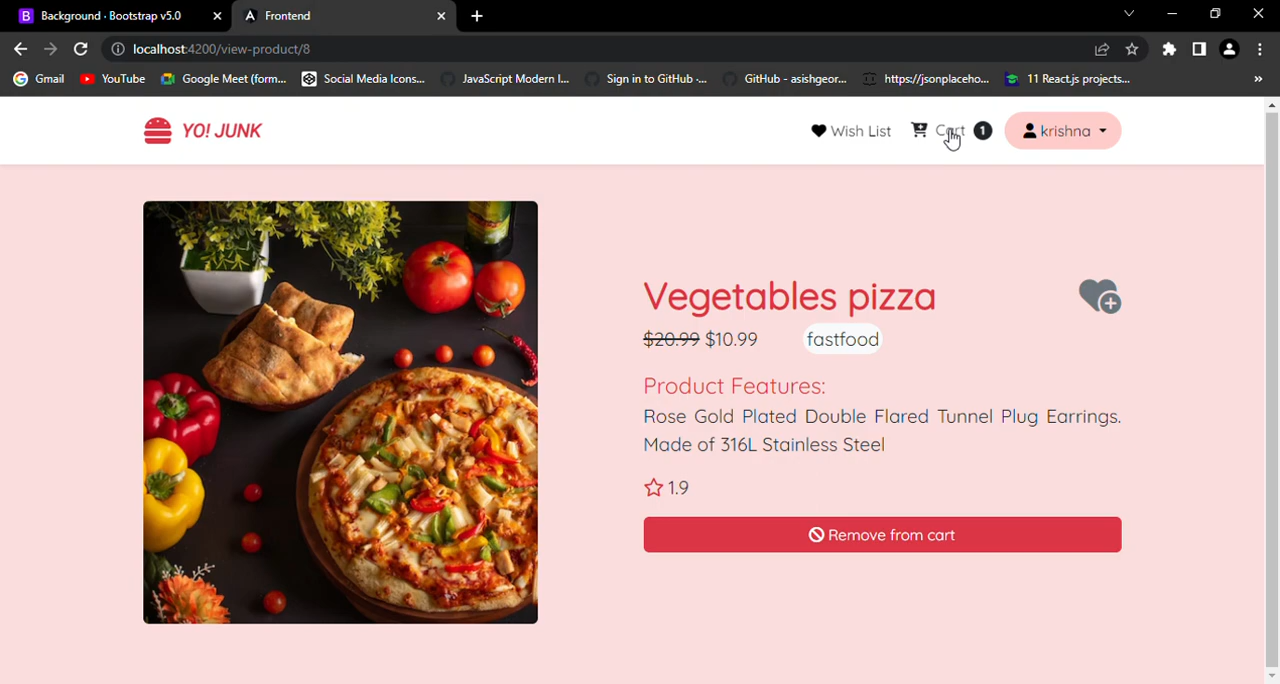 Background · Bootstrap v5.0
Frontend
localhost:4200/view-product/8
Gmail
YouTube
Google Meet (form...
Social Media Icons...
JavaScript Modern I...
Sign in to GitHub ·...
GitHub - asishgeor...
https://jsonplaceho...
11 React.js projects...
»
YO! JUNK
Wish List
Cart 1
krishna
Vegetables pizza
$20.99 $10.99
fastfood
Product Features:
Rose Gold Plated Double Flared Tunnel Plug Earrings.
Made of 316L Stainless Steel
1.9
Remove from cart